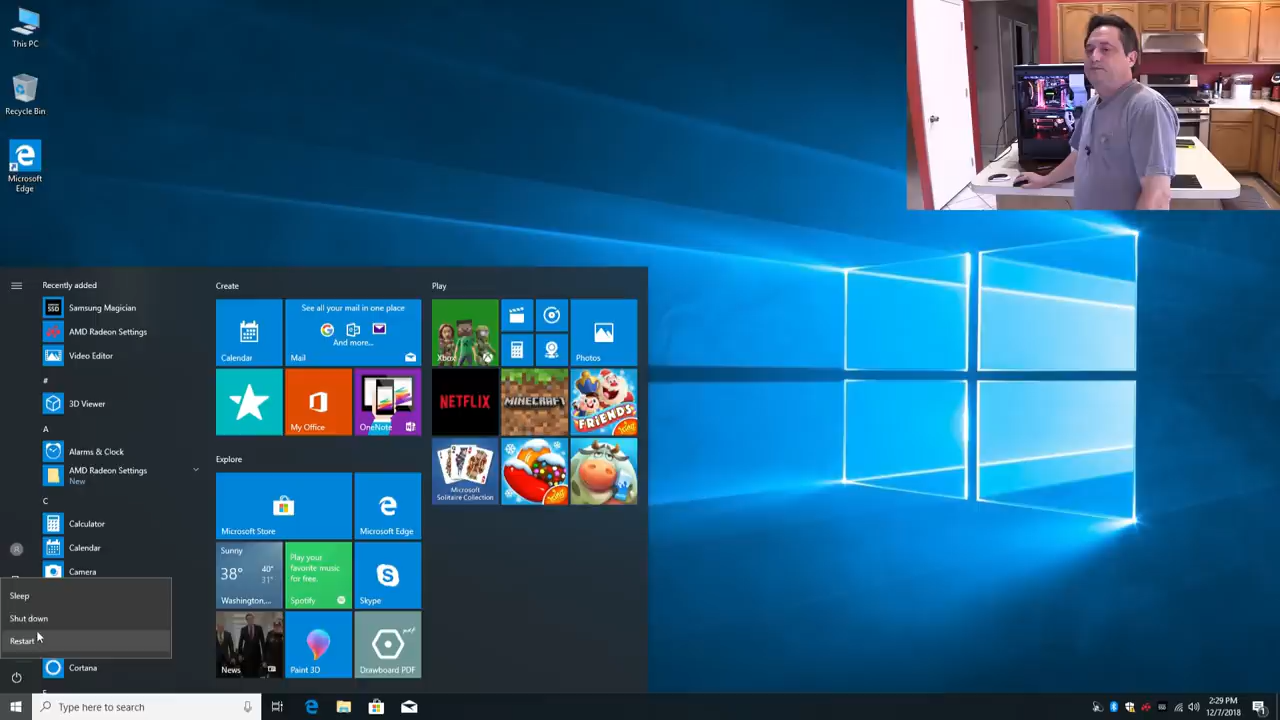 This PC
Recycle Bin
Microsoft
Edge
Recently added
Samsung Magician
AMD Radeon Settings
Video Editor
#
3D Viewer
A
Alarms & Clock
AMD Radeon Settings
New
C
Calculator
Calendar
Camera
Sleep
Shut down
Restart
Cortana
Create
Calendar
See all your mail in one place
And more...
Mail
My Office
OneNote
Explore
Microsoft Store
Microsoft Edge
Sunny
38°
40°
31°
Washington,...
Play your
favorite music
for free.
Spotify
Skype
News
Paint 3D
Drawboard PDF
Play
Xbox
Photos
NETFLIX
MINECRAFT
FRIENDS
King
Microsoft
Solitaire Collection
King
Type here to search
2:29 PM
12/7/2018